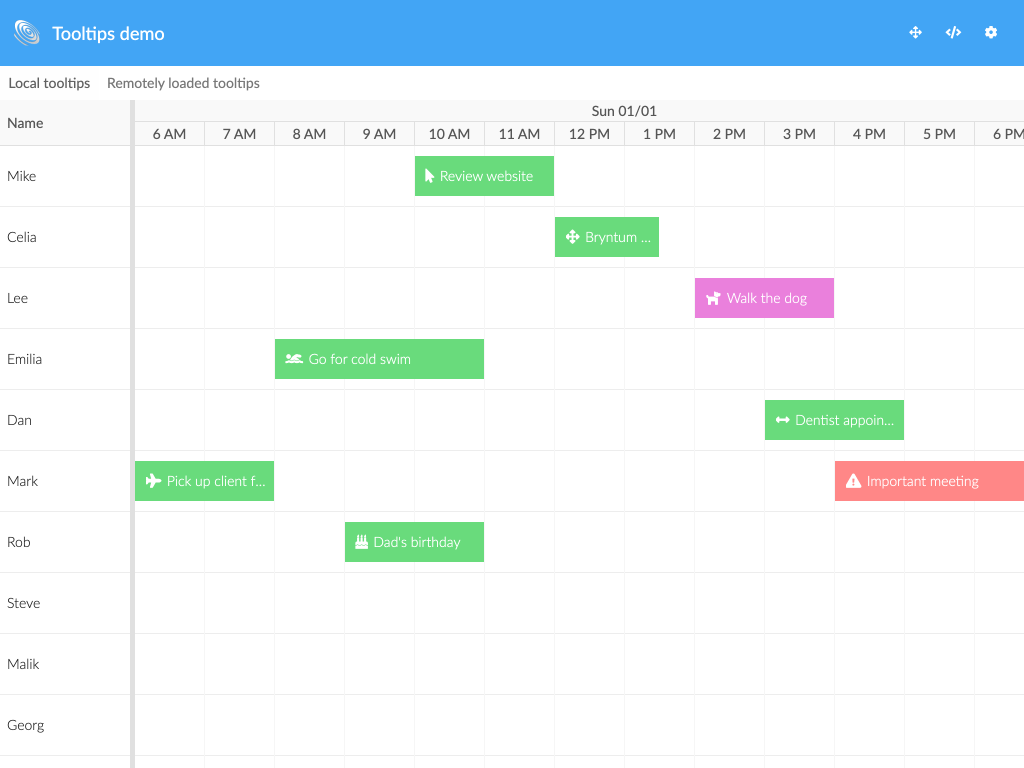 Tooltips demo
Local tooltips Remotely loaded tooltips
Name
Sun 01/01
6 AM 7 AM 8 AM 9 AM 10 AM 11 AM 12 PM 1 PM 2 PM 3 PM 4 PM 5 PM 6 PM
Mike Review website
Celia Bryntum ...
Lee Walk the dog
Emilia Go for cold swim
Dan Dentist appoin...
Mark Pick up client f... Important meeting
Rob Dad's birthday
Steve
Malik
Georg